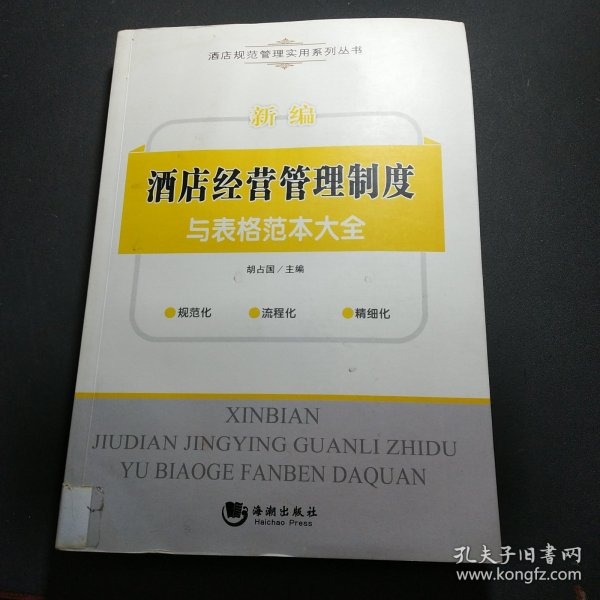 酒店规范管理实用系列丛书
新编
酒店经营管理制度
与表格范本大全
胡占国／主编
规范化 流程化 精细化
XINBIAN
JIUDIAN JINGYING GUANLI ZHIDU
YU BIAOGE FANBEN DAQUAN
海潮出版社
Haichao Press
孔夫子旧书网
www.kongfz.com